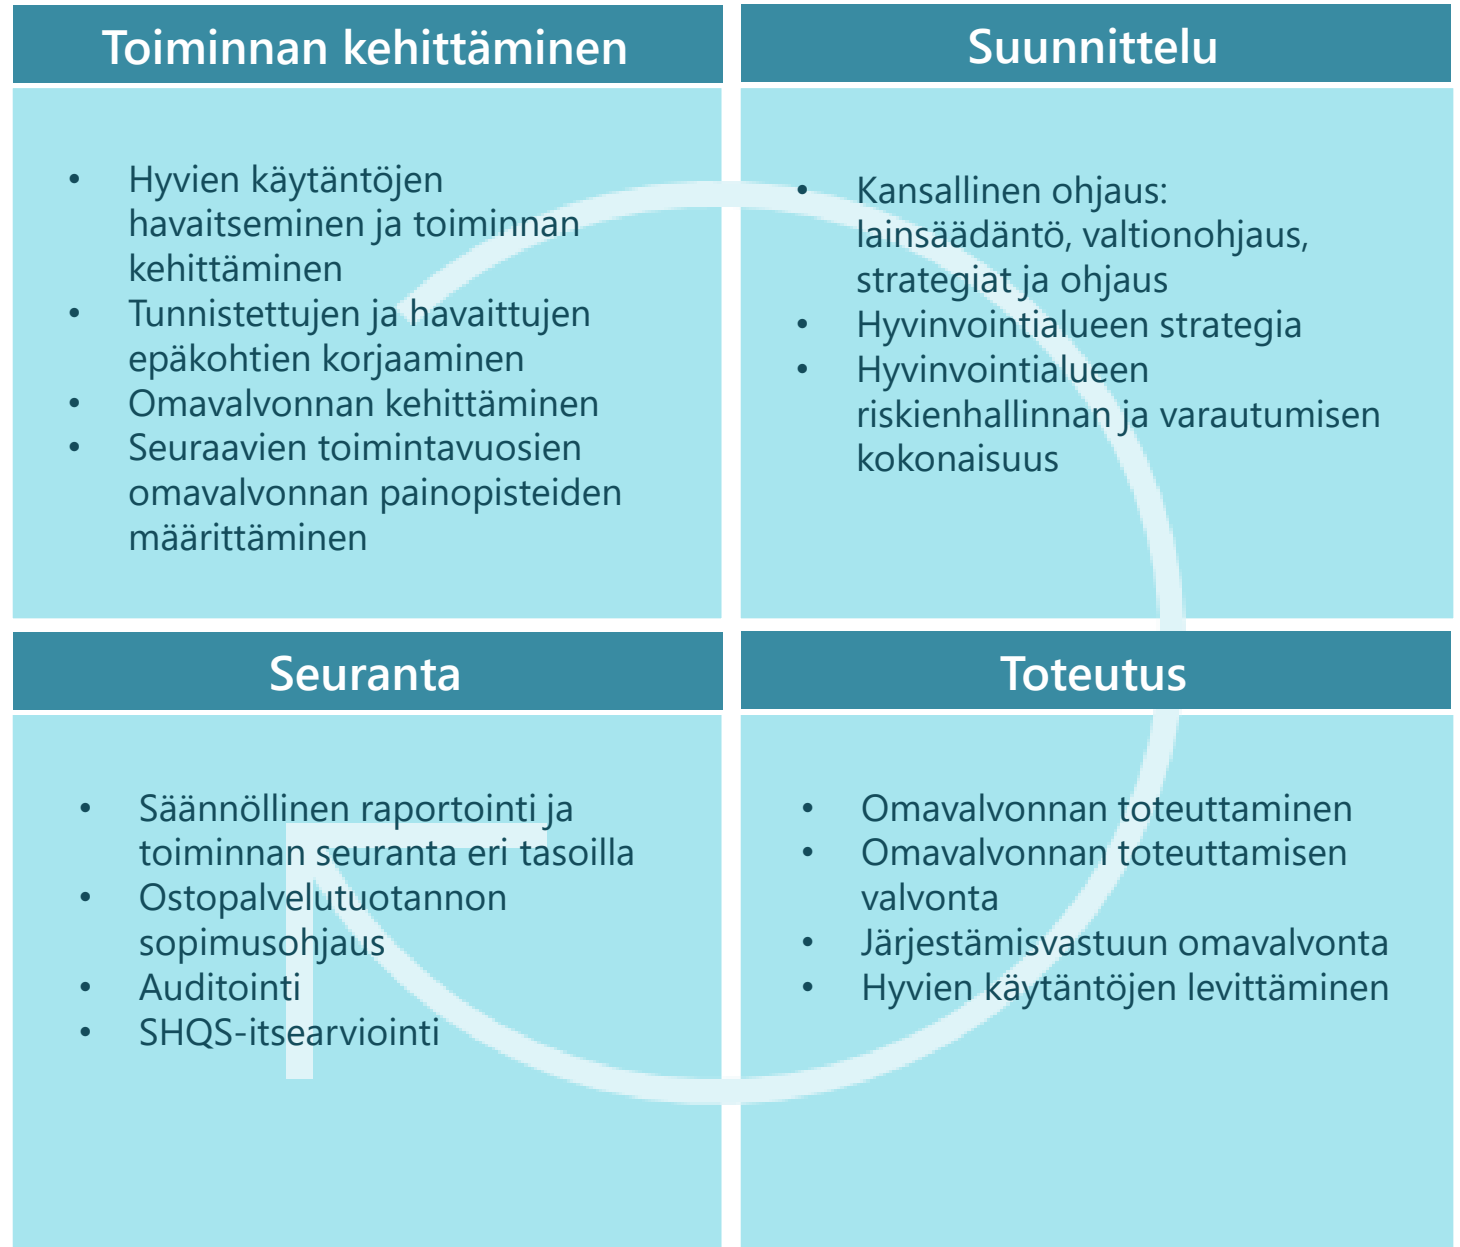 Toiminnan kehittäminen
• Hyvien käytäntöjen
havaitseminen ja toiminnan
kehittäminen
• Tunnistettujen ja havaittujen
epäkohtien korjaaminen
• Omavalvonnan kehittäminen
• Seuraavien toimintavuosien
omavalvonnan painopisteiden
määrittäminen
Suunnittelu
• Kansallinen ohjaus:
lainsäädäntö, valtionohjaus,
strategiat ja ohjaus
• Hyvinvointialueen strategia
• Hyvinvointialueen
riskienhallinnan ja varautumisen
kokonaisuus
Seuranta
• Säännöllinen raportointi ja
toiminnan seuranta eri tasoilla
• Ostopalvelutuotannon
sopimusohjaus
• Auditointi
• SHQS-itsearviointi
Toteutus
• Omavalvonnan toteuttaminen
• Omavalvonnan toteuttamisen
valvonta
• Järjestämisvastuun omavalvonta
• Hyvien käytäntöjen levittäminen